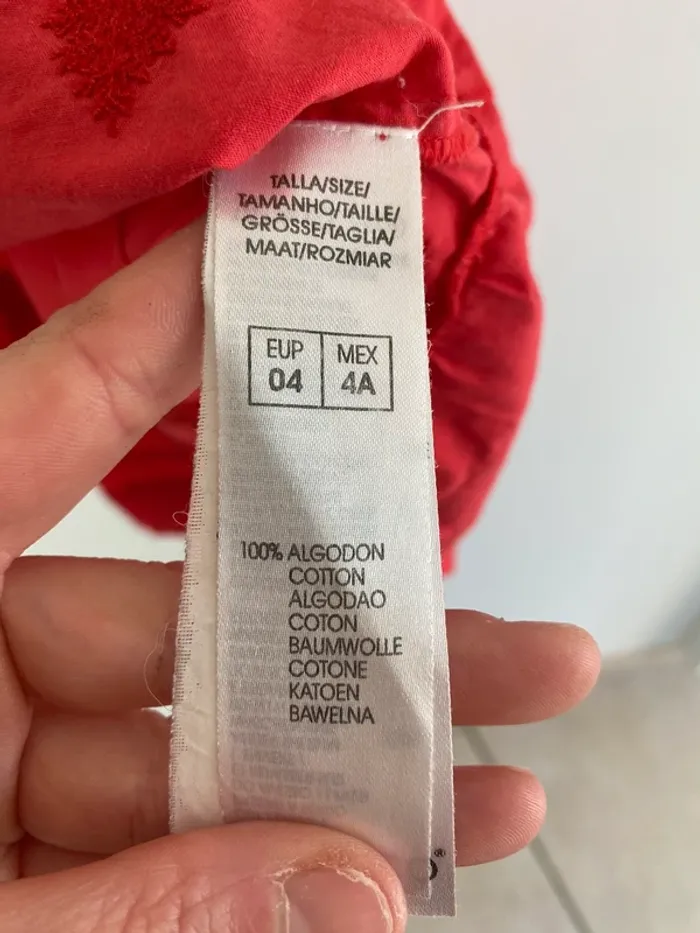 TALLA/SIZE/
TAMANHO/TAILLE/
GRÖSSE/TAGLIA/
MAAT/ROZMIAR
EUP MEX
04 4A
100% ALGODON
COTTON
ALGODAO
COTON
BAUMWOLLE
COTONE
KATOEN
BAWELNA
®